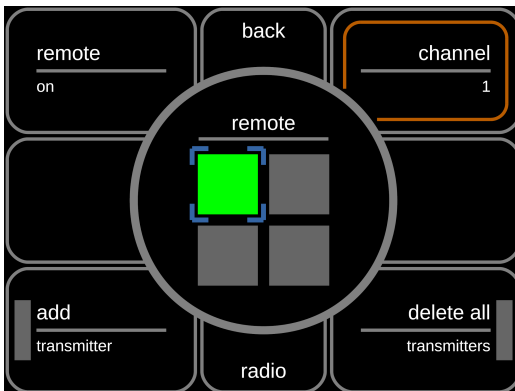 back
remote
on
channel
1
remote
add
transmitter
delete all
transmitters
radio